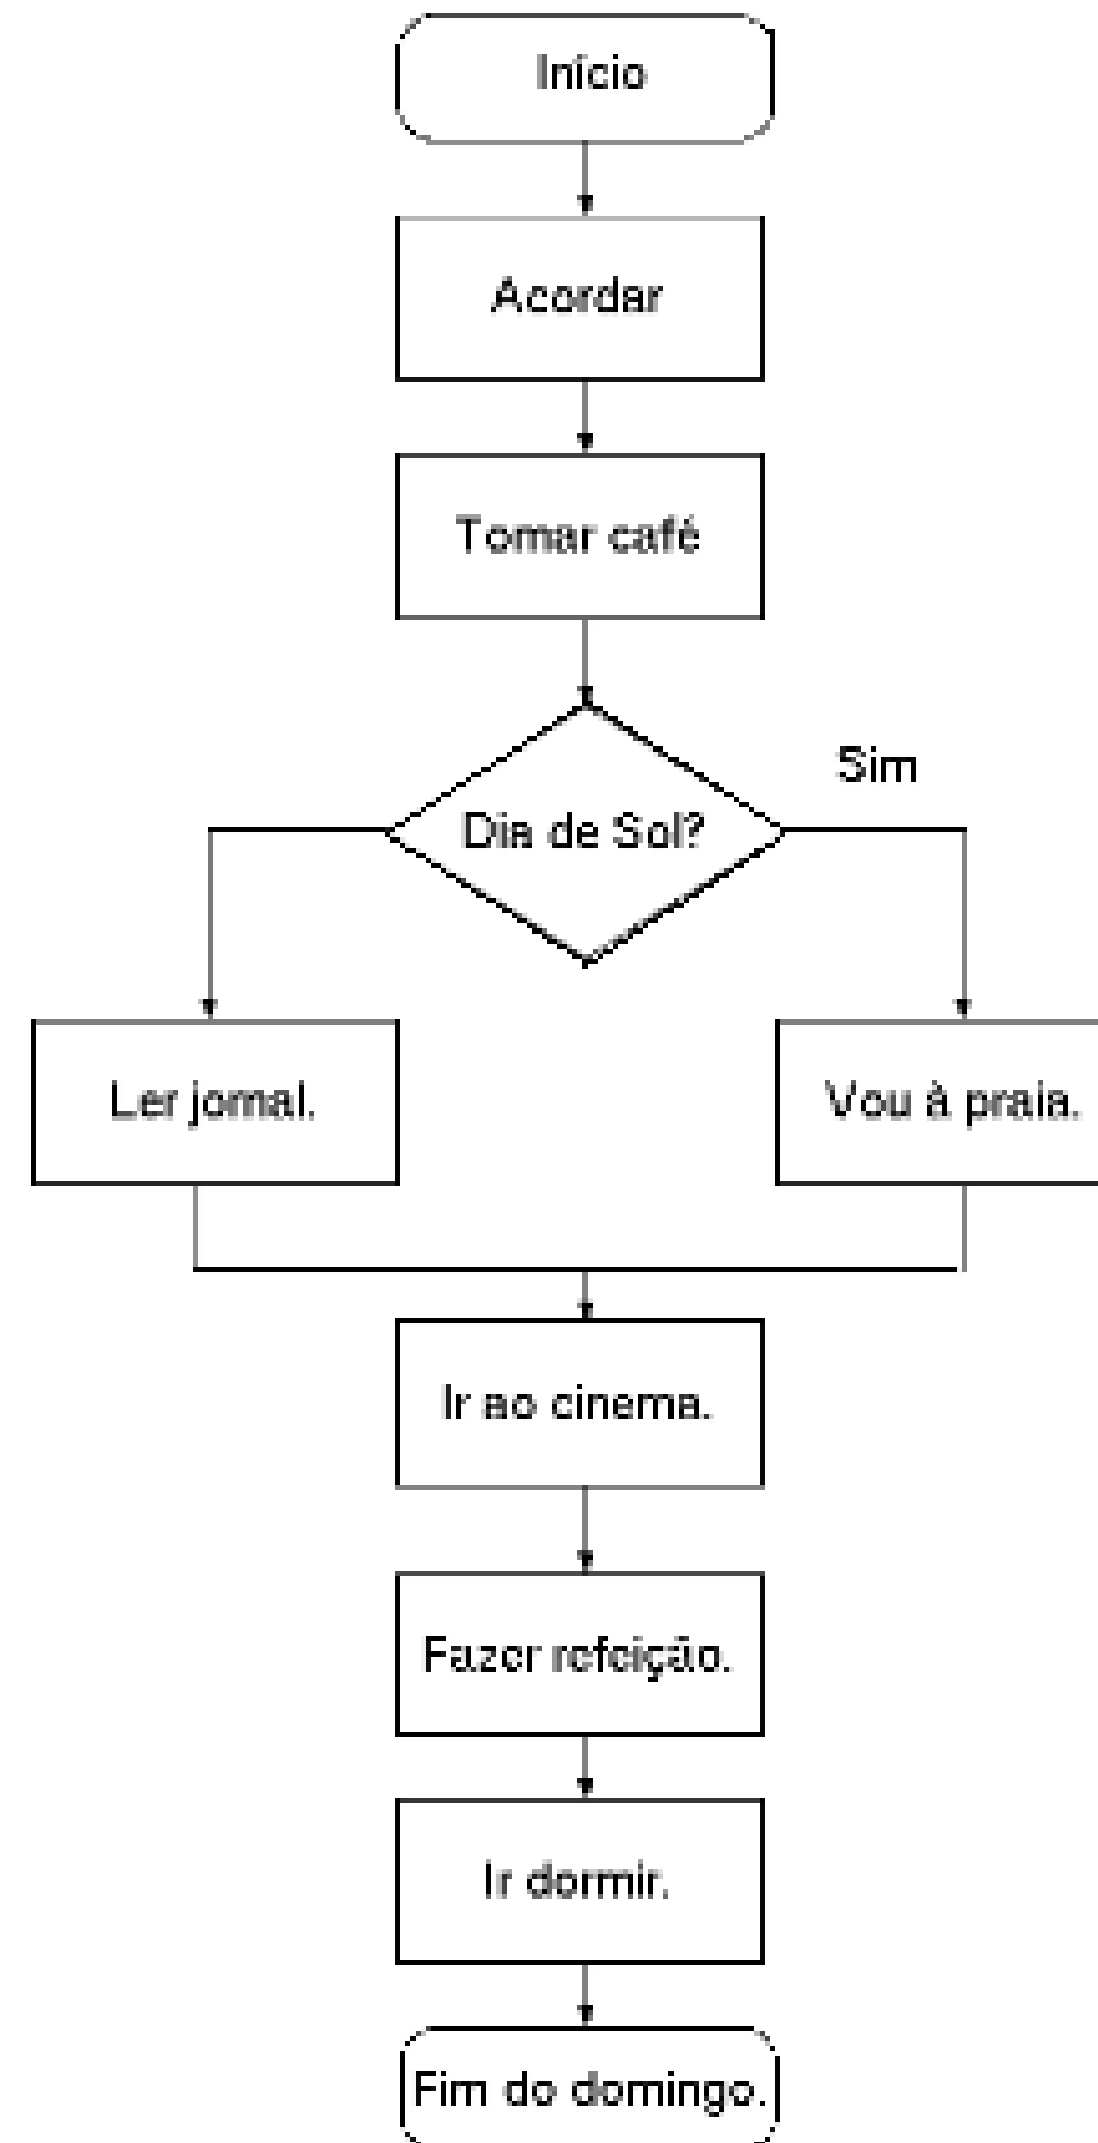 Início
Acordar
Tomar café
Sim
Dia de Sol?
Ler jornal.
Vou à praia.
Ir ao cinema.
Fazer refeição.
Ir dormir.
Fim do domingo.